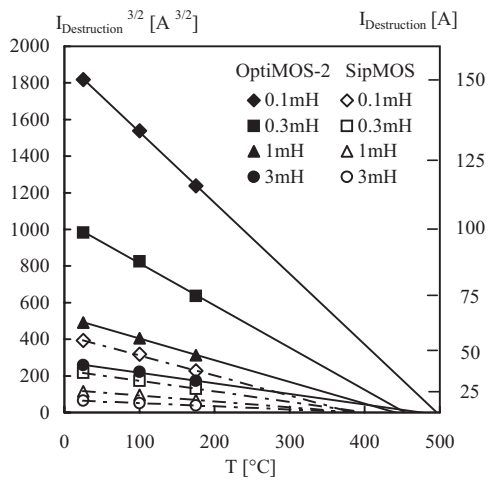 I_Destruction ^3/2 [A ^3/2]
I_Destruction [A]
2000
1800
1600
1400
1200
1000
800
600
400
200
0
OptiMOS-2 SipMOS
0.1mH 0.1mH
0.3mH 0.3mH
1mH 1mH
3mH 3mH
150
125
100
75
50
25
0 100 200 300 400 500
T [°C]